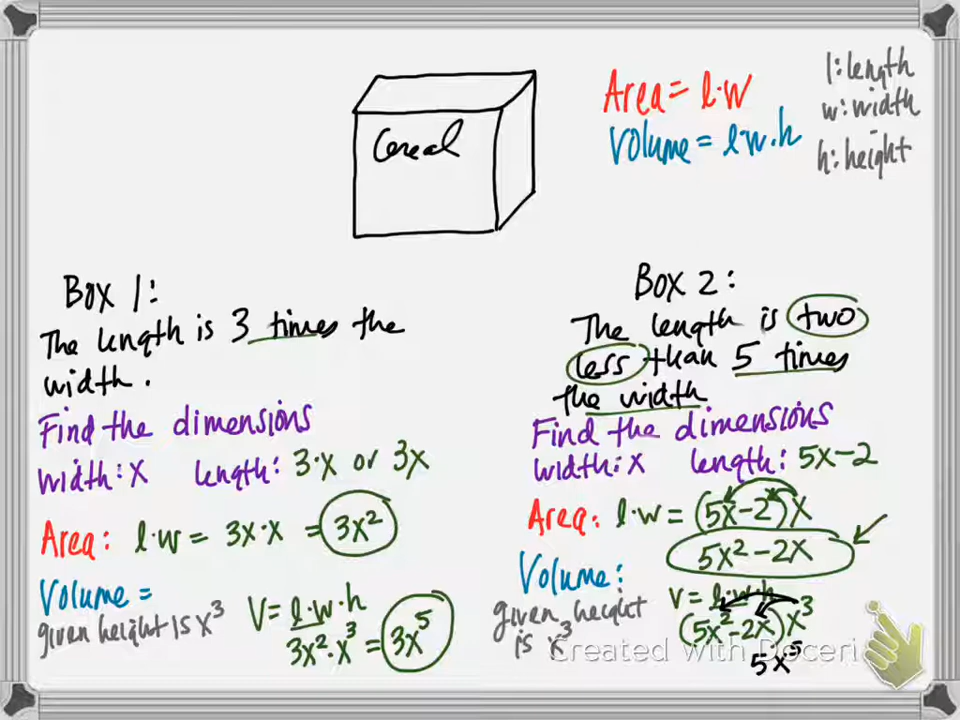 Cereal
Area = l·w
Volume = l·w·h
l: length
w: width
h: height
Box 1:
The length is 3 times the
width.
Find the dimensions
width: x length: 3·x or 3x
Area: l·w = 3x·x = 3x²
Volume =
given height is x³
V = l·w·h
3x²·x³ = 3x⁵
Box 2:
The length is two
less than 5 times
the width
Find the dimensions
width: x length: 5x-2
Area: l·w = (5x-2)x
5x²-2x
Volume:
given height
is x³
V = l·w·h
(5x²-2x)x³
5x⁵
Created with Doceri